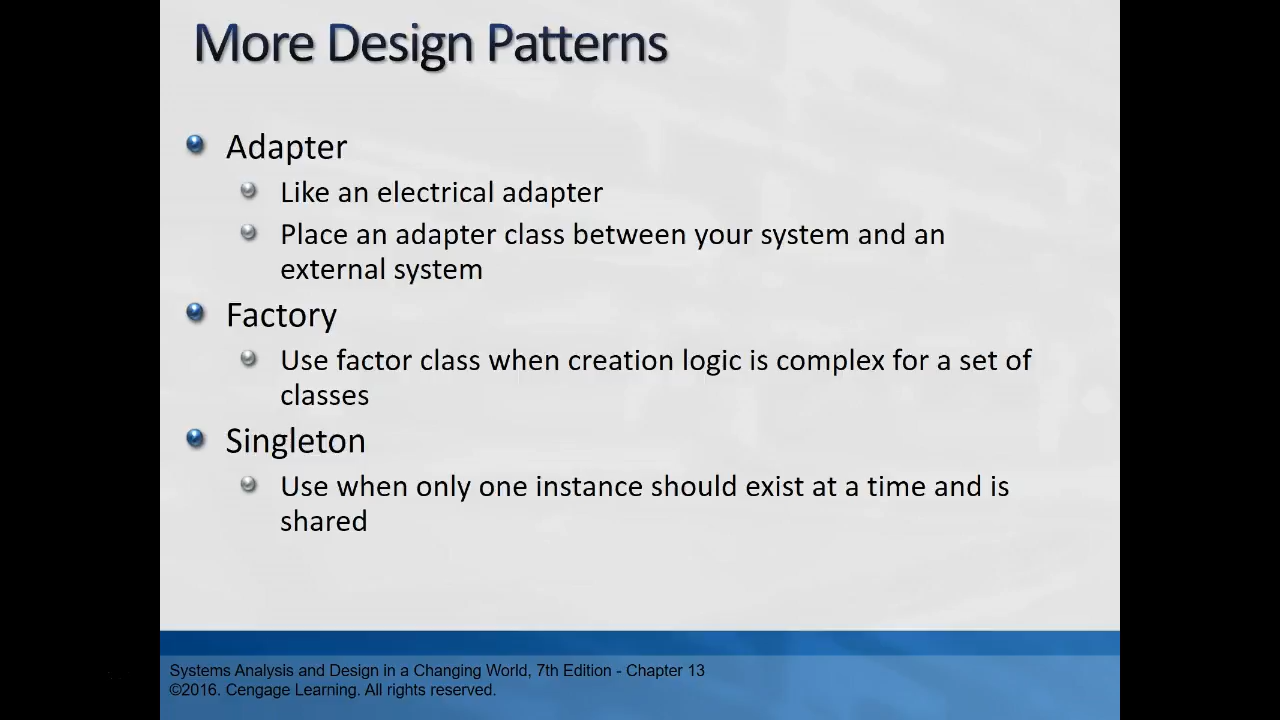 More Design Patterns
Adapter
Like an electrical adapter
Place an adapter class between your system and an
external system
Factory
Use factor class when creation logic is complex for a set of
classes
Singleton
Use when only one instance should exist at a time and is
shared
Systems Analysis and Design in a Changing World, 7th Edition - Chapter 13
©2016. Cengage Learning. All rights reserved.